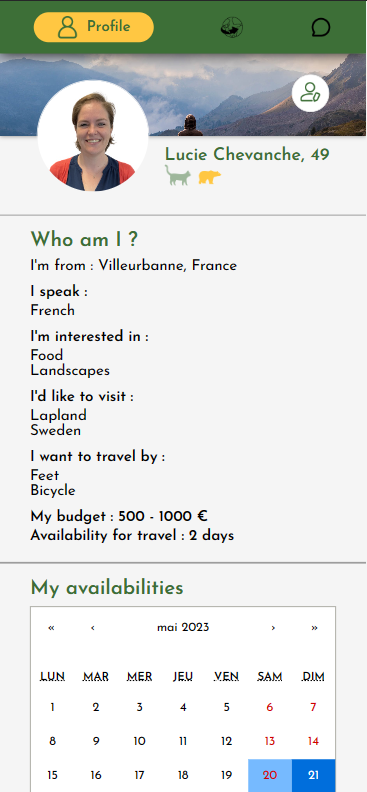 Profile
Lucie Chevanche, 49
Who am I ?
I'm from : Villeurbanne, France
I speak :
French
I'm interested in :
Food
Landscapes
I'd like to visit :
Lapland
Sweden
I want to travel by :
Feet
Bicycle
My budget : 500 - 1000 €
Availability for travel : 2 days
My availabilities
« ‹ mai 2023 › »
LUN MAR MER JEU VEN SAM DIM
1 2 3 4 5 6 7
8 9 10 11 12 13 14
15 16 17 18 19 20 21